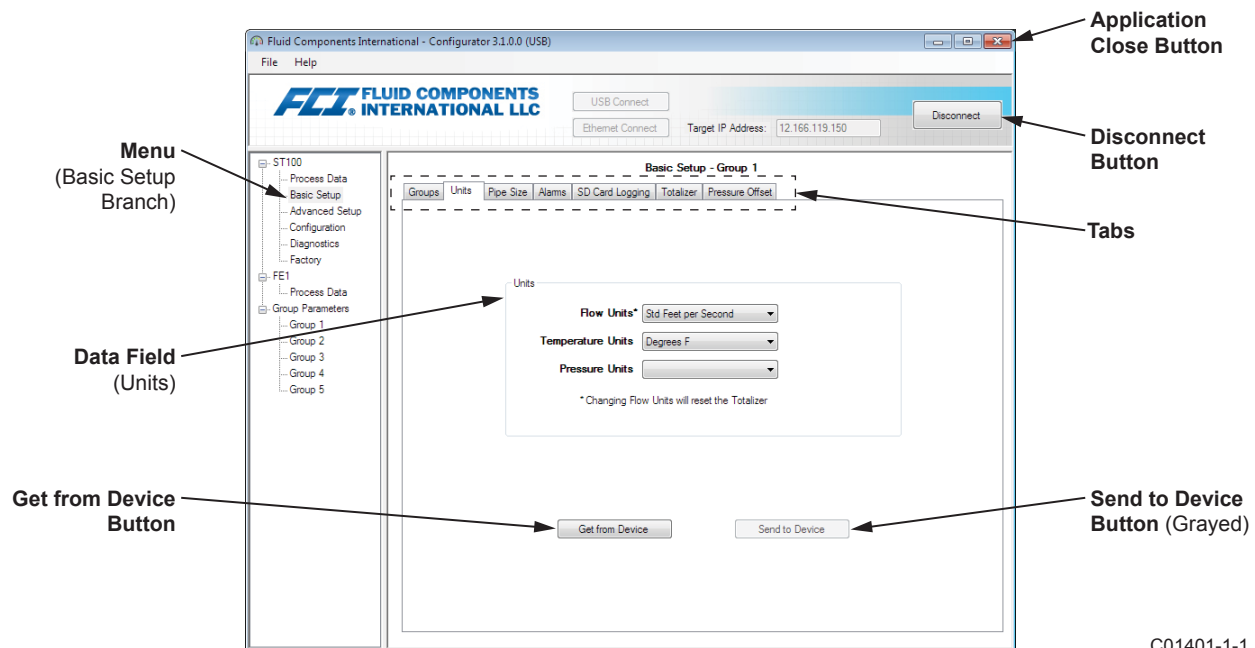 Application
Close Button
Fluid Components International - Configurator 3.1.0.0 (USB)
File Help
FCI® FLUID COMPONENTS
INTERNATIONAL LLC
USB Connect
Ethernet Connect
Target IP Address: 12.166.119.150
Disconnect
Disconnect
Button
Menu
(Basic Setup
Branch)
ST100
Process Data
Basic Setup
Advanced Setup
Configuration
Diagnostics
Factory
FE1
Process Data
Group Parameters
Group 1
Group 2
Group 3
Group 4
Group 5
Basic Setup - Group 1
Groups Units Pipe Size Alarms SD Card Logging Totalizer Pressure Offset
Tabs
Units
Flow Units* Std Feet per Second
Temperature Units Degrees F
Pressure Units
* Changing Flow Units will reset the Totalizer
Data Field
(Units)
Get from Device
Button
Get from Device
Send to Device
Send to Device
Button (Grayed)
C01401-1-1